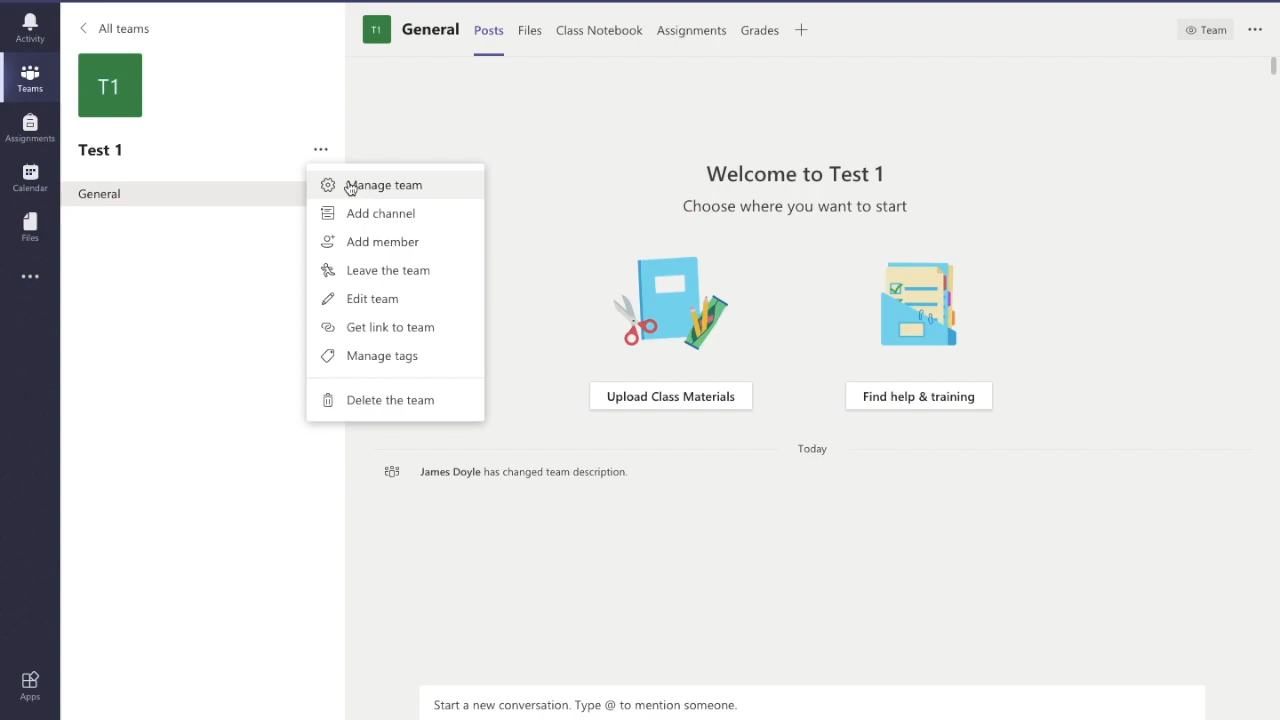 Activity
Teams
Assignments
Calendar
Files
Apps
All teams
T1
Test 1
General
Manage team
Add channel
Add member
Leave the team
Edit team
Get link to team
Manage tags
Delete the team
T1 General Posts Files Class Notebook Assignments Grades
Team
Welcome to Test 1
Choose where you want to start
Upload Class Materials
Find help & training
Today
James Doyle has changed team description.
Start a new conversation. Type @ to mention someone.